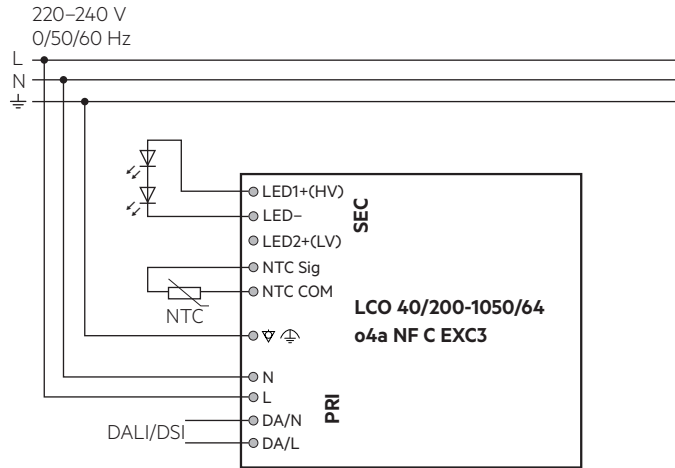 220–240 V
0/50/60 Hz
L
N
LED1+(HV)
LED–
LED2+(LV)
SEC
NTC Sig
NTC COM
NTC
LCO 40/200-1050/64
o4a NF C EXC3
N
L
PRI
DA/N
DALI/DSI
DA/L